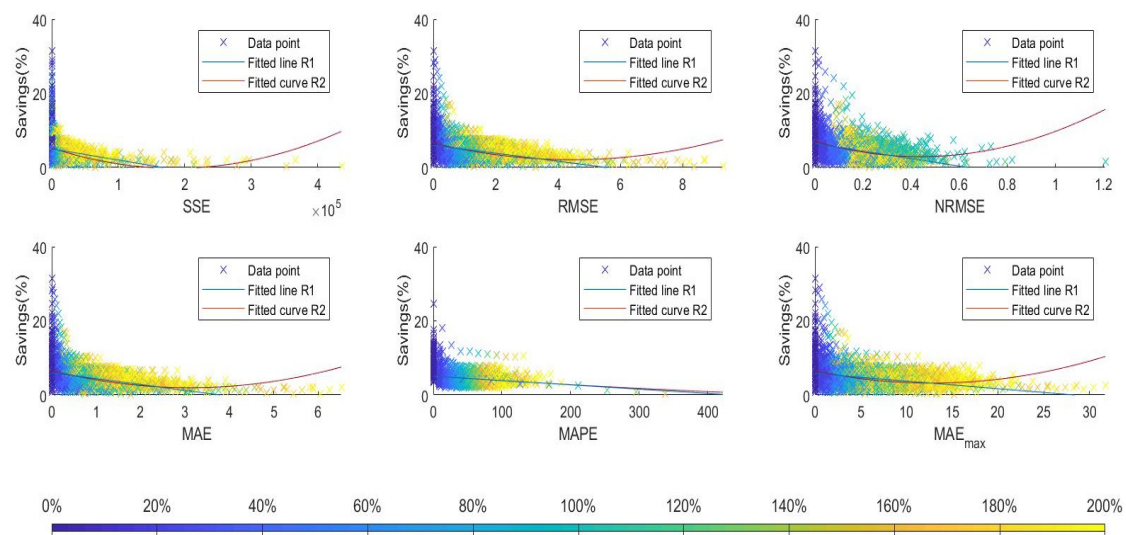 40
20
0
Savings(%)
Data point
Fitted line R1
Fitted curve R2
0 1 2 3 4
SSE
×10⁵
40
20
0
Savings(%)
Data point
Fitted line R1
Fitted curve R2
0 2 4 6 8
RMSE
40
20
0
Savings(%)
Data point
Fitted line R1
Fitted curve R2
0 0.2 0.4 0.6 0.8 1 1.2
NRMSE
40
20
0
Savings(%)
Data point
Fitted line R1
Fitted curve R2
0 1 2 3 4 5 6
MAE
40
20
0
Savings(%)
Data point
Fitted line R1
Fitted curve R2
0 100 200 300 400
MAPE
40
20
0
Savings(%)
Data point
Fitted line R1
Fitted curve R2
0 5 10 15 20 25 30
MAE_max
0% 20% 40% 60% 80% 100% 120% 140% 160% 180% 200%